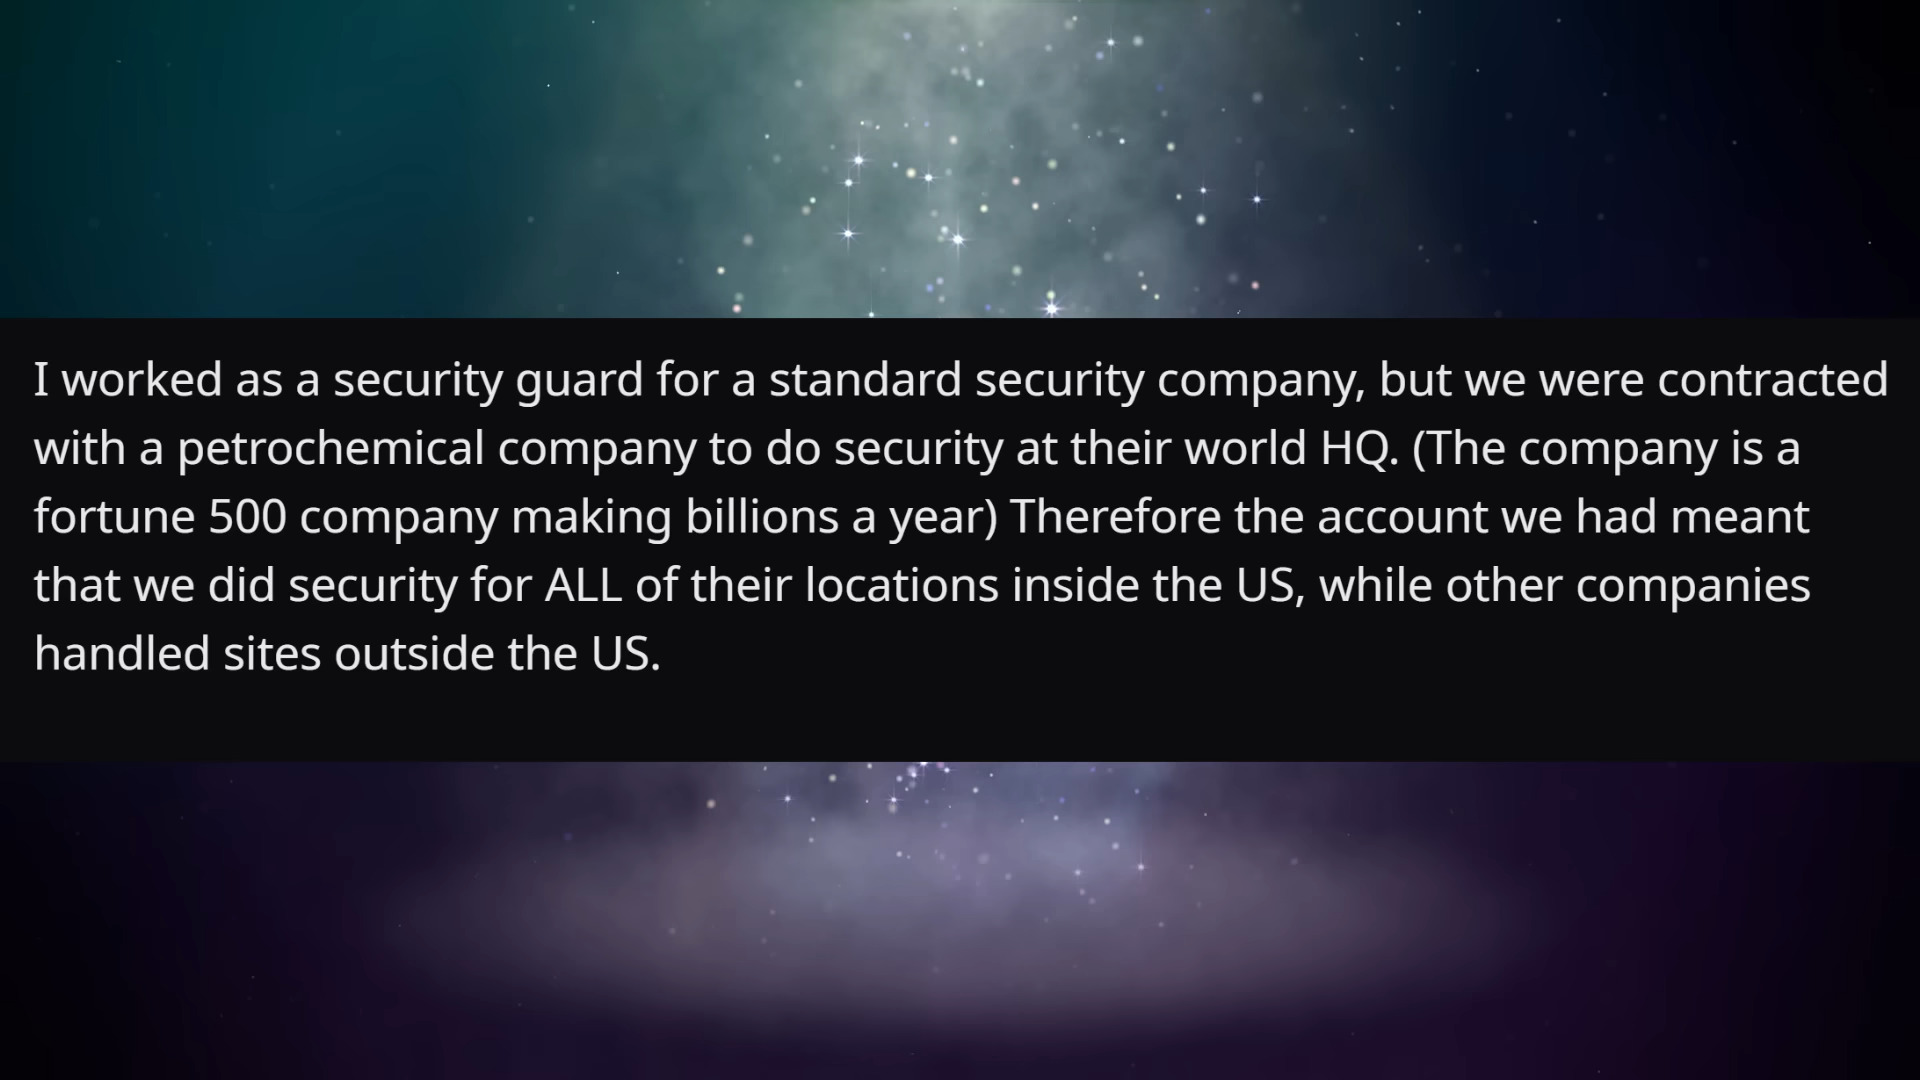 I worked as a security guard for a standard security company, but we were contracted
with a petrochemical company to do security at their world HQ. (The company is a
fortune 500 company making billions a year) Therefore the account we had meant
that we did security for ALL of their locations inside the US, while other companies
handled sites outside the US.